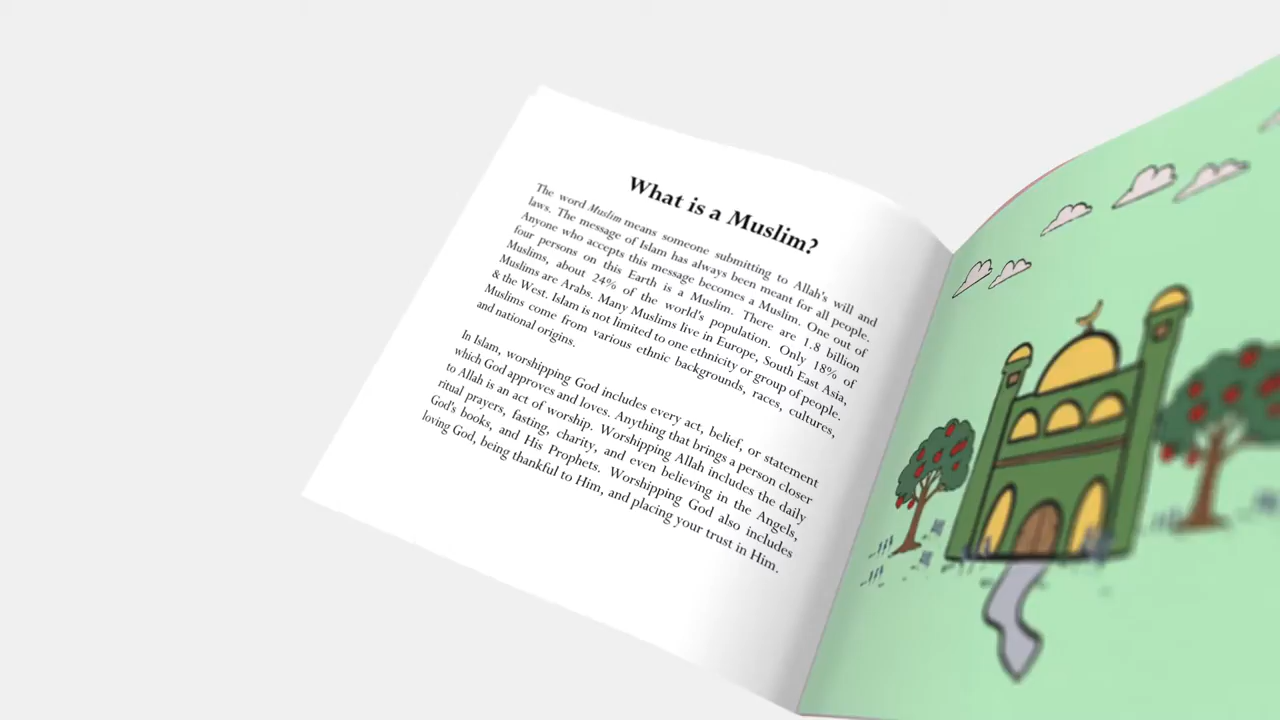 What is a Muslim?
The word Muslim means someone submitting to Allah's will and
laws. The message of Islam has always been meant for all people.
Anyone who accepts this message becomes a Muslim. One out of
four persons on this Earth is a Muslim. There are 1.8 billion
Muslims, about 24% of the world's population. Only 18% of
Muslims are Arabs. Many Muslims live in Europe, South East Asia,
& the West. Islam is not limited to one ethnicity or group of people.
Muslims come from various ethnic backgrounds, races, cultures,
and national origins.
In Islam, worshipping God includes every act, belief, or statement
which God approves and loves. Anything that brings a person closer
to Allah is an act of worship. Worshipping Allah includes the daily
ritual prayers, fasting, charity, and even believing in the Angels,
God's books, and His Prophets. Worshipping God also includes
loving God, being thankful to Him, and placing your trust in Him.